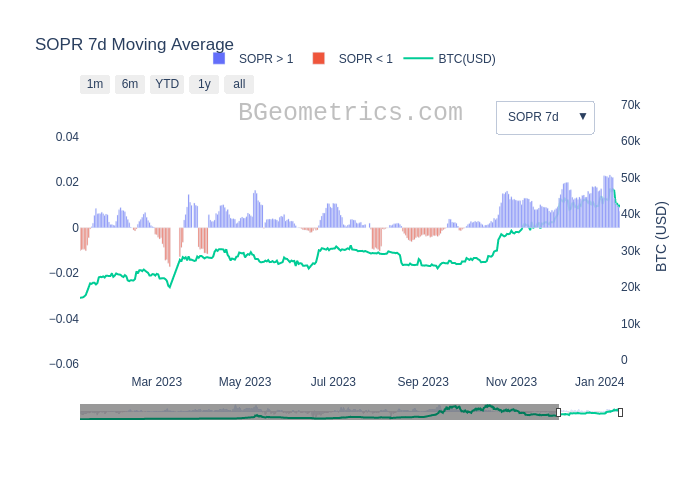 SOPR 7d Moving Average
SOPR > 1
SOPR < 1
BTC(USD)
1m
6m
YTD
1y
all
BGeometrics.com
SOPR 7d
▼
0.04
0.02
0
−0.02
−0.04
−0.06
70k
60k
50k
40k
30k
20k
10k
0
BTC (USD)
Mar 2023
May 2023
Jul 2023
Sep 2023
Nov 2023
Jan 2024